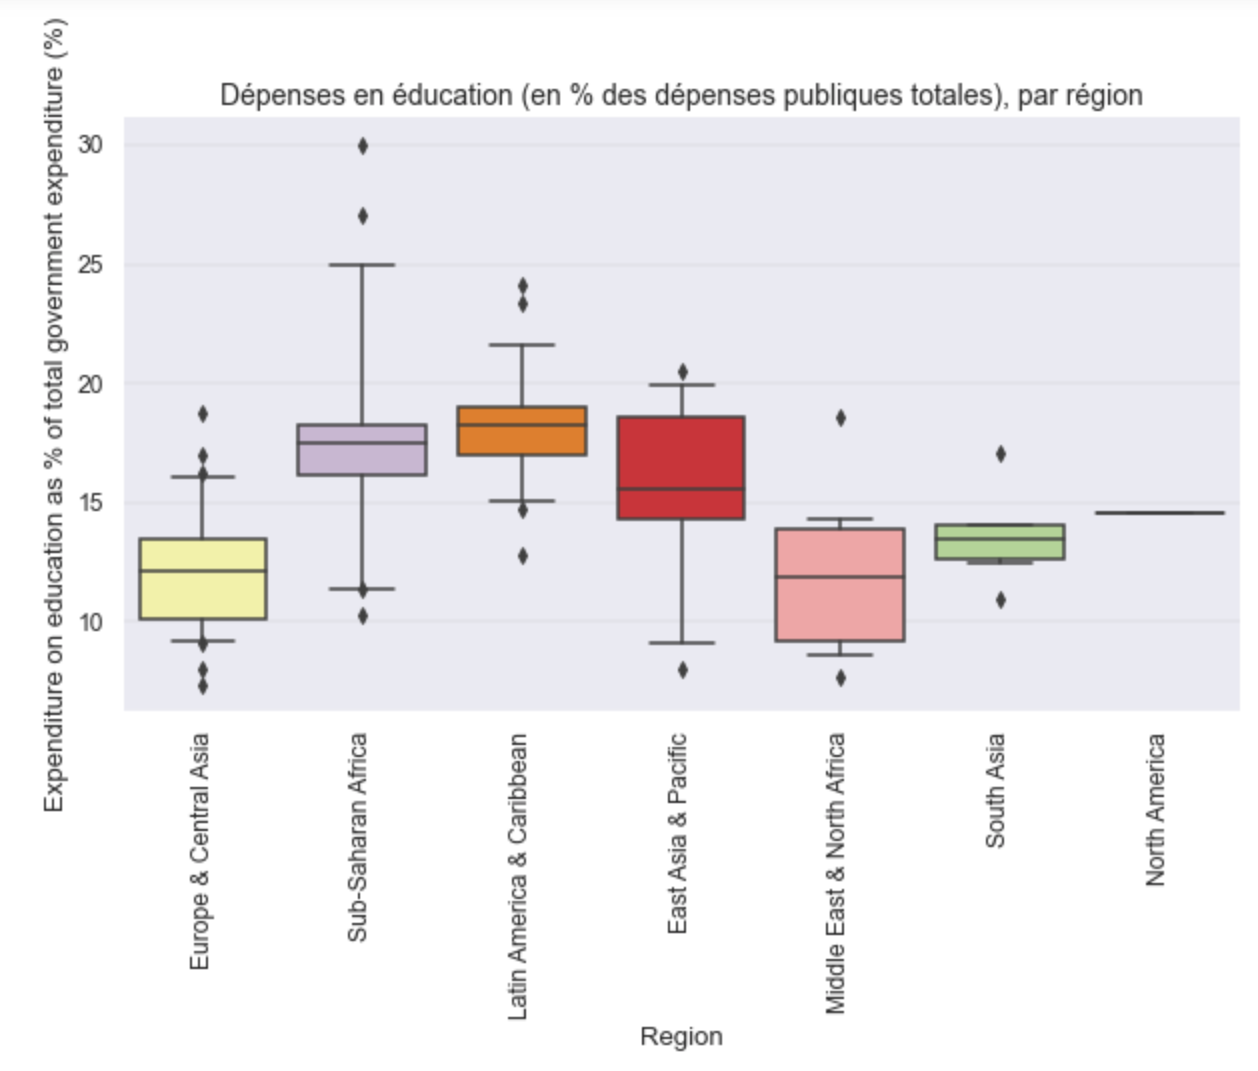 Dépenses en éducation (en % des dépenses publiques totales), par région
Expenditure on education as % of total government expenditure (%)
30
25
20
15
10
Europe & Central Asia
Sub-Saharan Africa
Latin America & Caribbean
East Asia & Pacific
Middle East & North Africa
South Asia
North America
Region